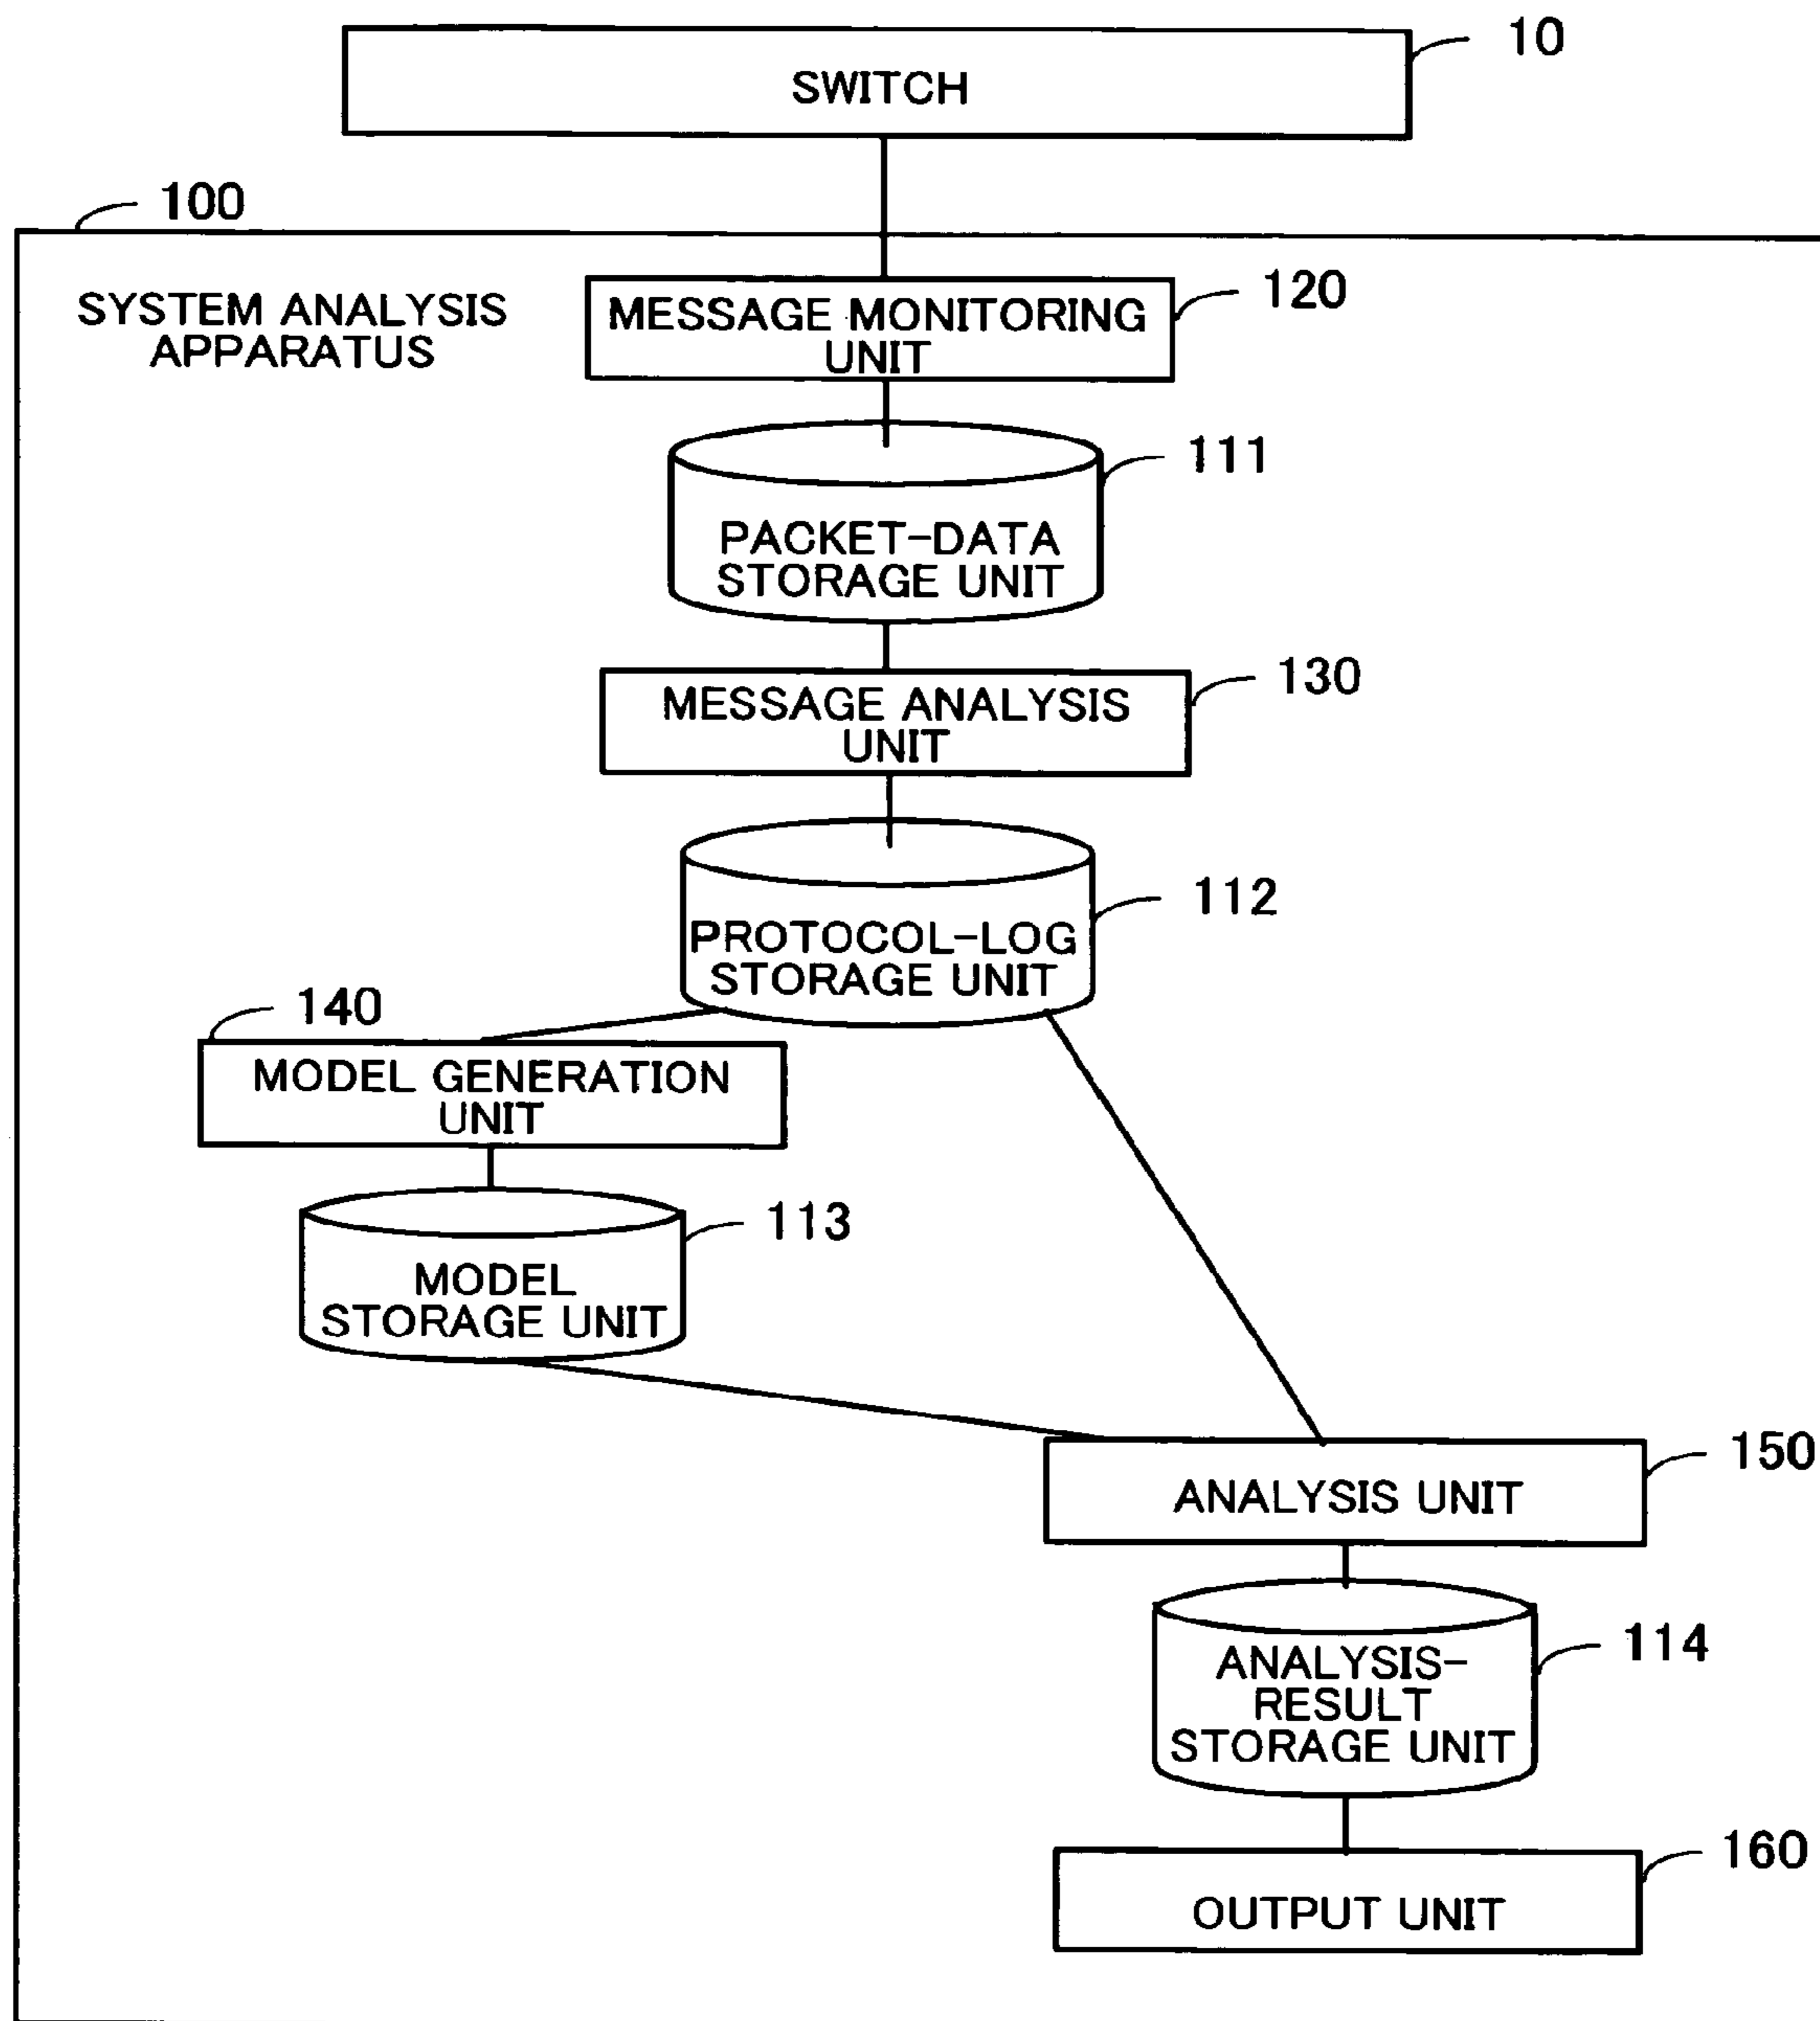 10
SWITCH
100
SYSTEM ANALYSIS
APPARATUS
120
MESSAGE MONITORING
UNIT
111
PACKET-DATA
STORAGE UNIT
130
MESSAGE ANALYSIS
UNIT
112
PROTOCOL-LOG
STORAGE UNIT
140
MODEL GENERATION
UNIT
113
MODEL
STORAGE UNIT
150
ANALYSIS UNIT
114
ANALYSIS-
RESULT
STORAGE UNIT
160
OUTPUT UNIT